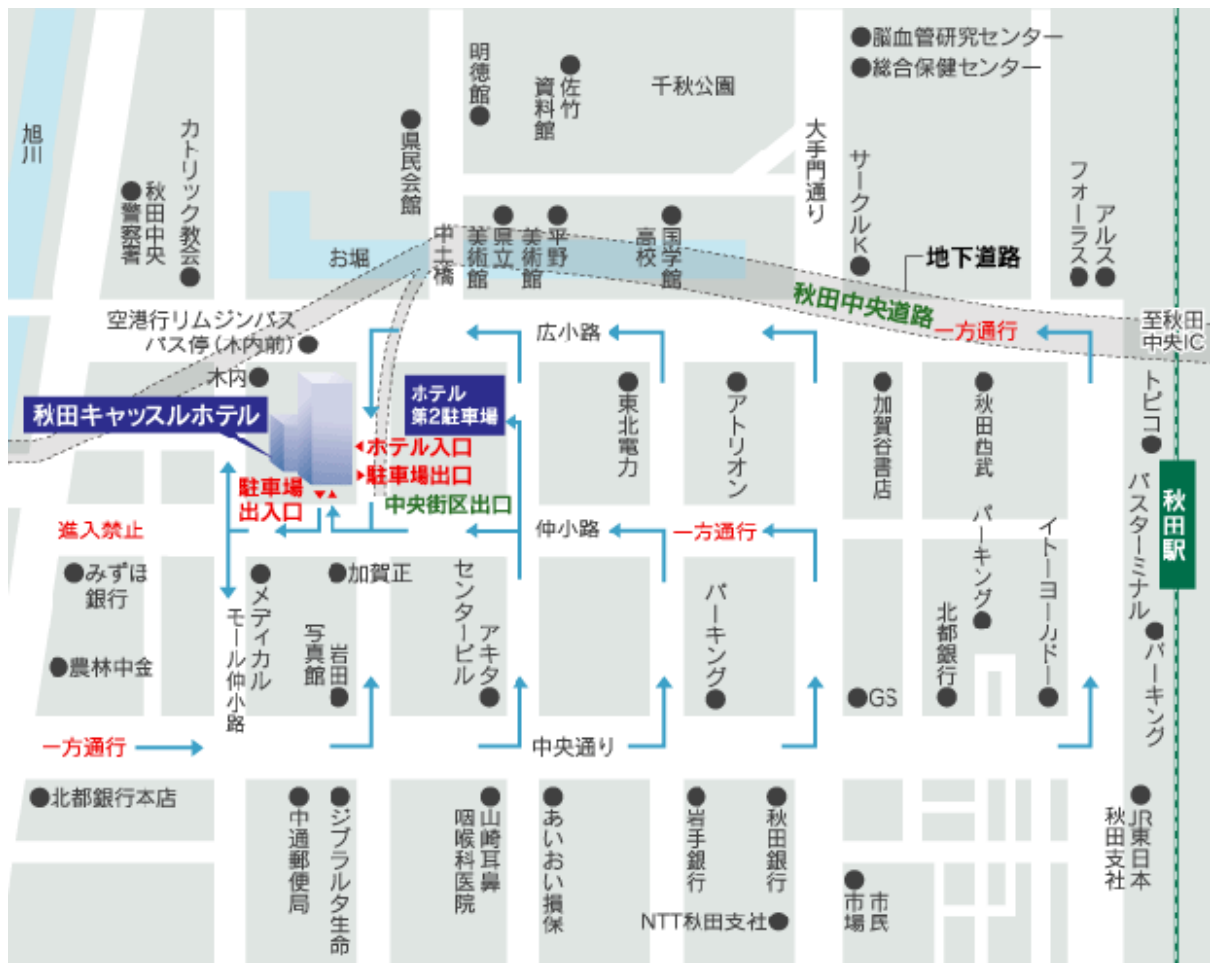 脳血管研究センター
総合保健センター
千秋公園
明徳館
佐竹
資料館
県民会館
旭川
カトリック教会
秋田中央
警察署
大手門通り
サークルK
フォーラス
アルス
お堀
中土橋
県立
美術館
平野
美術館
国学館
高校
地下道路
秋田中央道路
空港行リムジンバス
バス停(木内前)
広小路
一方通行
至秋田
中央IC
木内
秋田キャッスルホテル
ホテル
第2駐車場
ホテル入口
駐車場出口
駐車場
出入口
中央街区出口
東北電力
アトリオン
加賀谷書店
秋田西武
トピコ
バスターミナル
秋田駅
進入禁止
仲小路
一方通行
パーキング
イトーヨーカドー
みずほ
銀行
農林中金
メディカル
モール仲小路
加賀正
岩田
写真館
アキタ
センタービル
パーキング
GS
北都銀行
パーキング
一方通行
中央通り
北都銀行本店
中通郵便局
ジブラルタ生命
山崎耳鼻
咽喉科医院
あいおい損保
岩手銀行
秋田銀行
NTT秋田支社
市民
市場
JR東日本
秋田支社